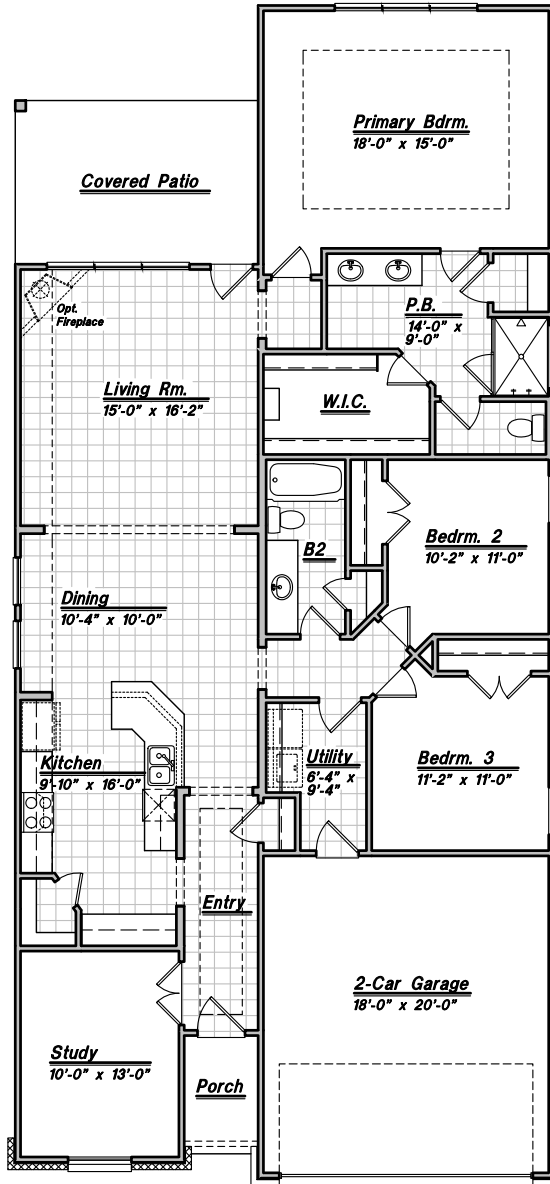 Primary Bdrm.
18'-0" x 15'-0"
Covered Patio
Opt.
Fireplace
P.B.
14'-0" x
9'-0"
Living Rm.
15'-0" x 16'-2"
W.I.C.
B2
Bedrm. 2
10'-2" x 11'-0"
Dining
10'-4" x 10'-0"
Kitchen
9'-10" x 16'-0"
Utility
6'-4" x
9'-4"
Bedrm. 3
11'-2" x 11'-0"
Entry
2-Car Garage
18'-0" x 20'-0"
Study
10'-0" x 13'-0"
Porch